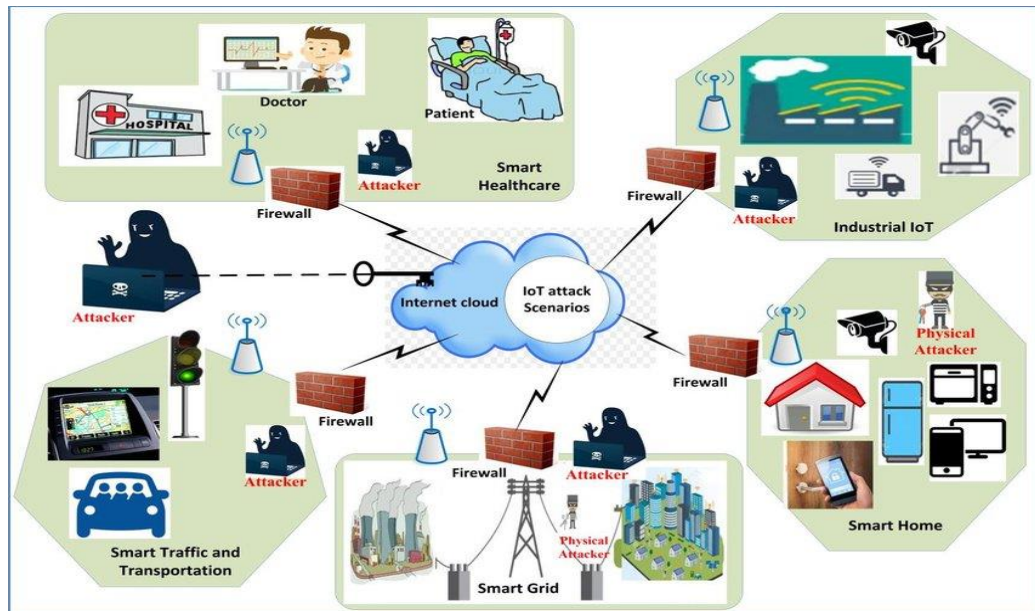 HOSPITAL
Doctor
Patient
Attacker
Smart
Healthcare
Firewall
Firewall
Attacker
Industrial IoT
Attacker
Internet cloud
IoT attack
Scenarios
Physical
Attacker
Firewall
Smart Home
Firewall
Attacker
Smart Traffic and
Transportation
Firewall
Attacker
Physical
Attacker
Smart Grid